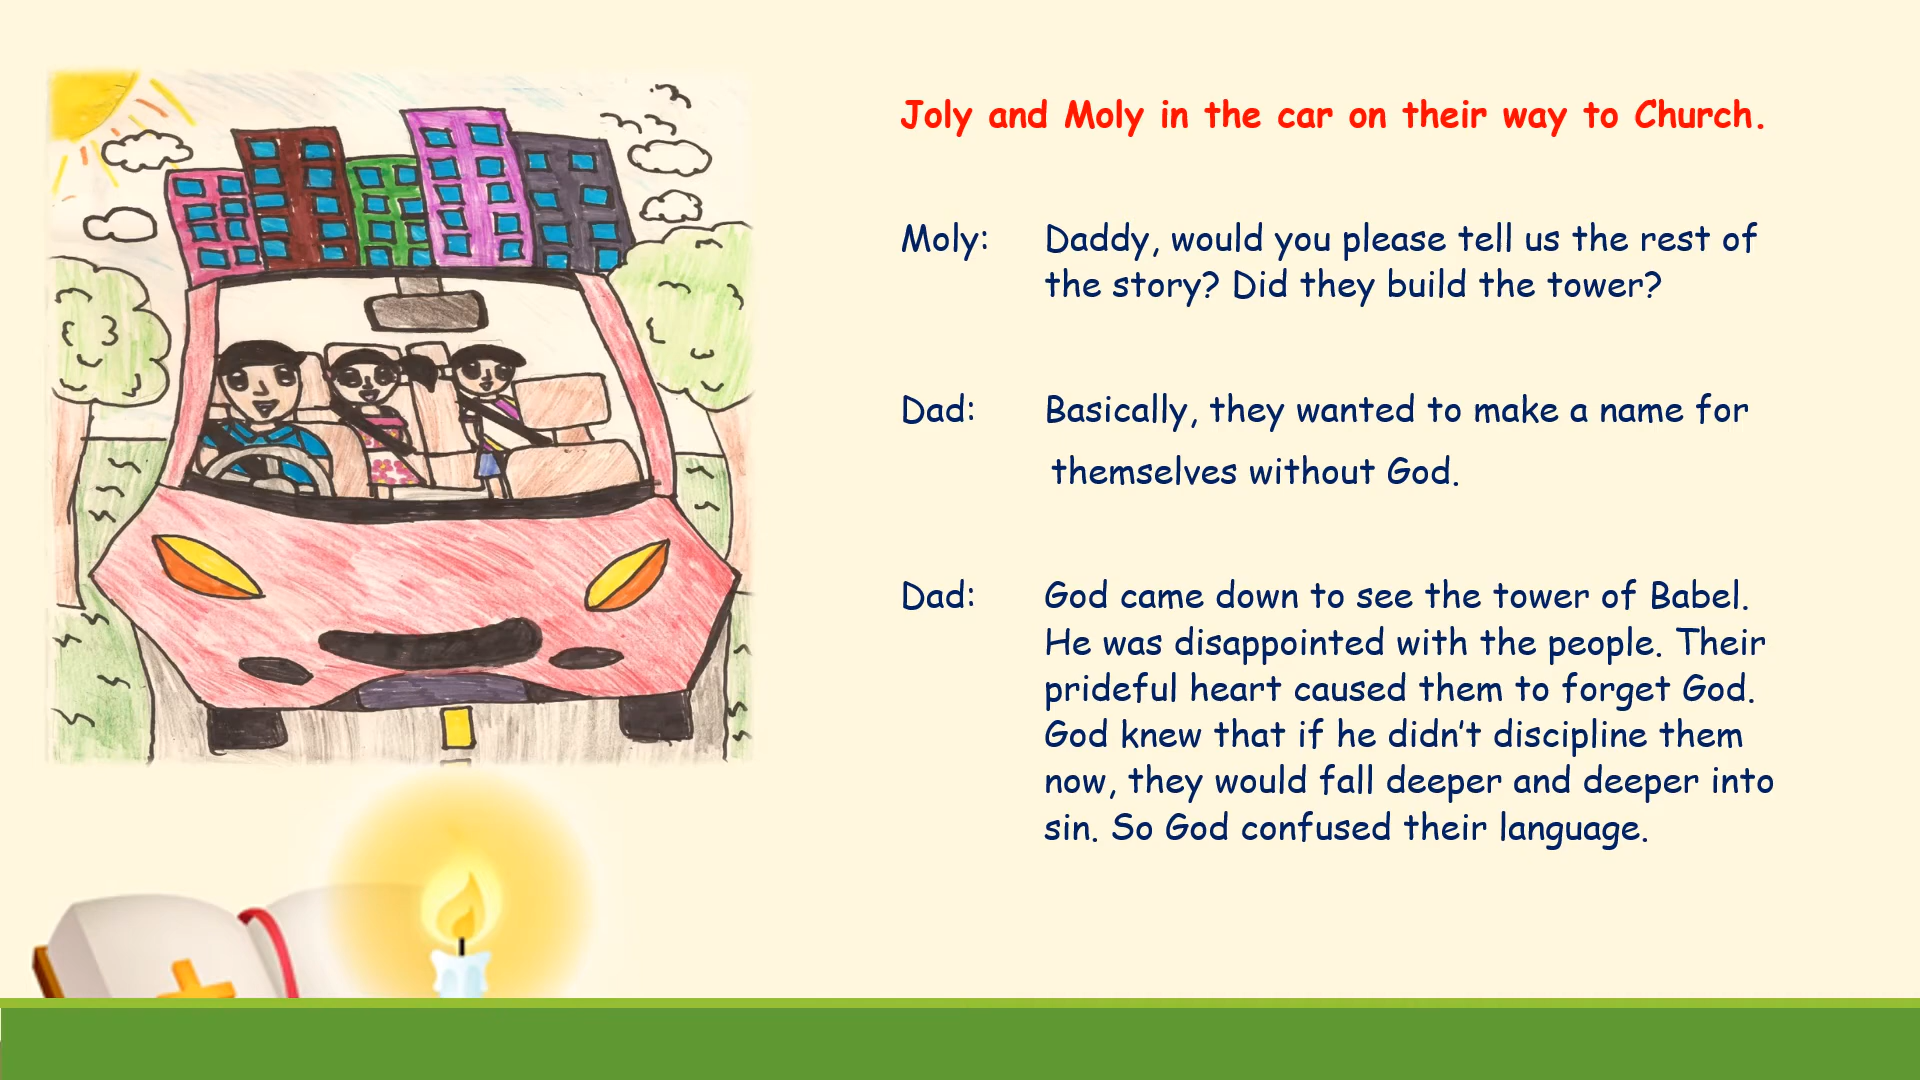 Joly and Moly in the car on their way to Church.
Moly: Daddy, would you please tell us the rest of
the story? Did they build the tower?
Dad: Basically, they wanted to make a name for
themselves without God.
Dad: God came down to see the tower of Babel.
He was disappointed with the people. Their
prideful heart caused them to forget God.
God knew that if he didn’t discipline them
now, they would fall deeper and deeper into
sin. So God confused their language.